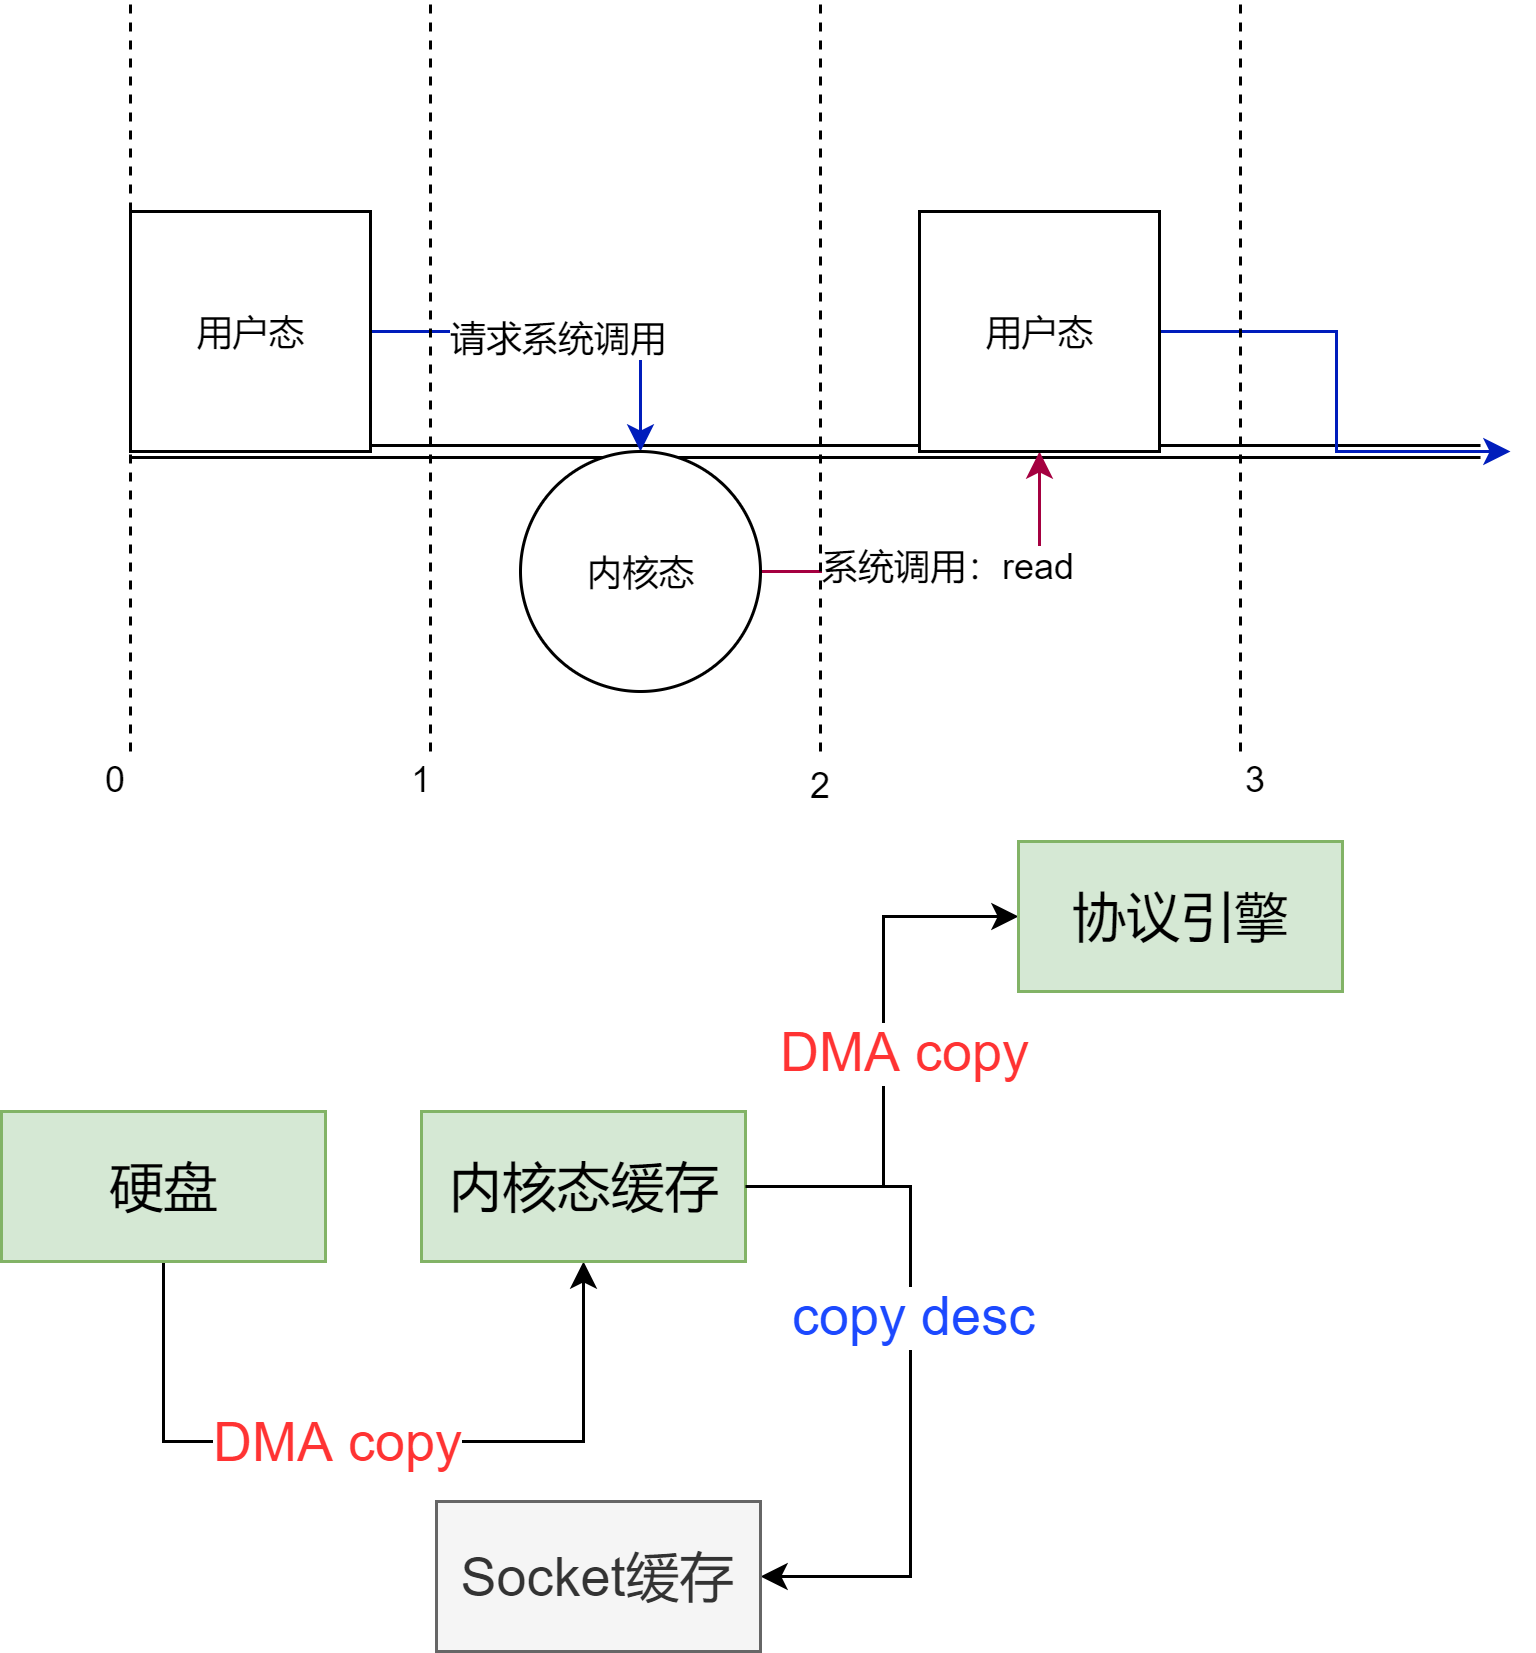 用户态
请求系统调用
用户态
内核态
系统调用：read
0
1
2
3
协议引擎
DMA copy
硬盘
内核态缓存
copy desc
DMA copy
Socket缓存